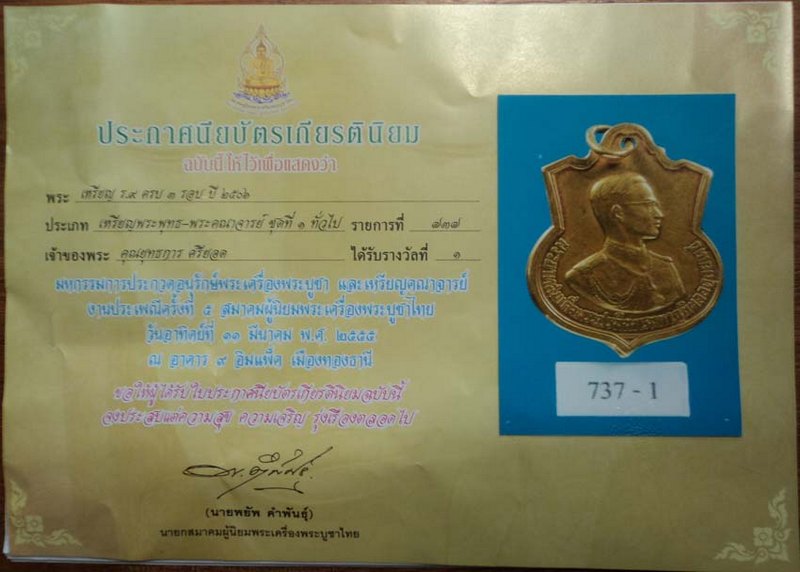 ประกาศนียบัตรเกียรตินิยม
ฉบับนี้ให้ไว้เพื่อแสดงว่า
พระ เหรียญ ร.๙ ครบ ๓ รอบ ปี ๒๕๐๖
ประเภท เหรียญพระพุทธ-พระคณาจารย์ ชุดที่ ๑ ทั่วไป รายการที่ ๗๓๗
เจ้าของพระ คุณยุทธการ ศรียอด ได้รับรางวัลที่ ๑
มหกรรมการประกวดอนุรักษ์พระเครื่องพระบูชา และเหรียญคณาจารย์
งานประเพณีครั้งที่ ๕ สมาคมผู้นิยมพระเครื่องพระบูชาไทย
วันอาทิตย์ที่ ๑๑ มีนาคม พ.ศ. ๒๕๕๕
ณ อาคาร ๙ อิมแพ็ค เมืองทองธานี
ขอให้ผู้ได้รับใบประกาศนียบัตรเกียรตินิยมฉบับนี้
จงประสบแด่ความสุข ความเจริญ รุ่งเรืองตลอดไป
(นายพยัพ คำพันธุ์)
นายกสมาคมผู้นิยมพระเครื่องพระบูชาไทย
737 - 1